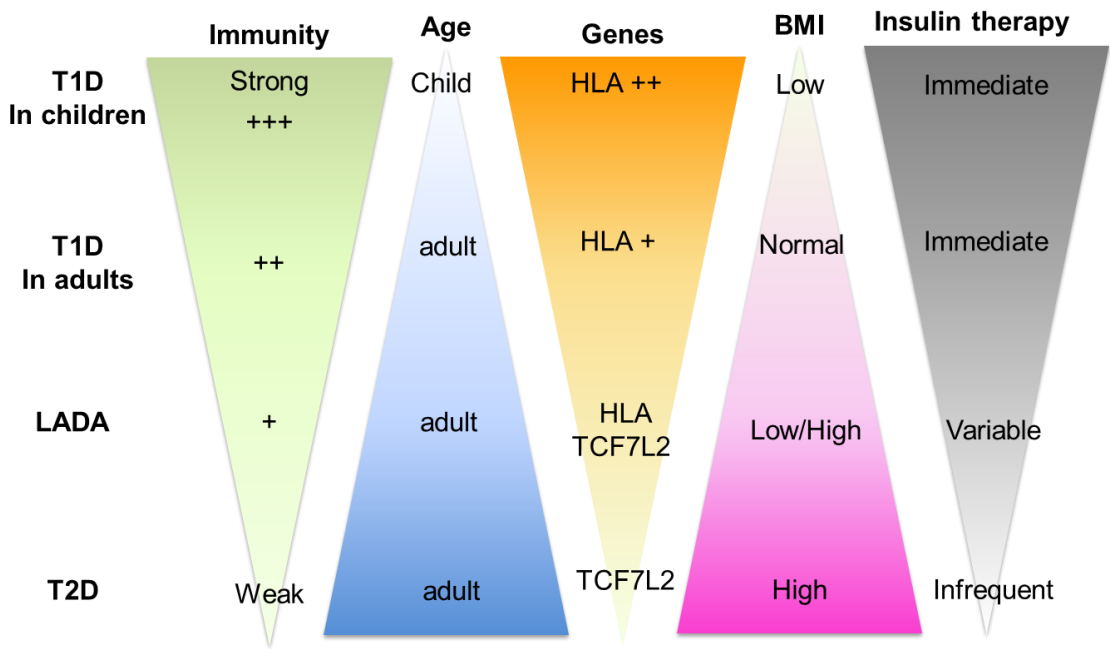 Immunity Age Genes BMI Insulin therapy
T1D
In children
Strong
+++
Child
HLA ++
Low
Immediate
T1D
In adults
++
adult
HLA +
Normal
Immediate
LADA
+
adult
HLA
TCF7L2
Low/High
Variable
T2D
Weak
adult
TCF7L2
High
Infrequent